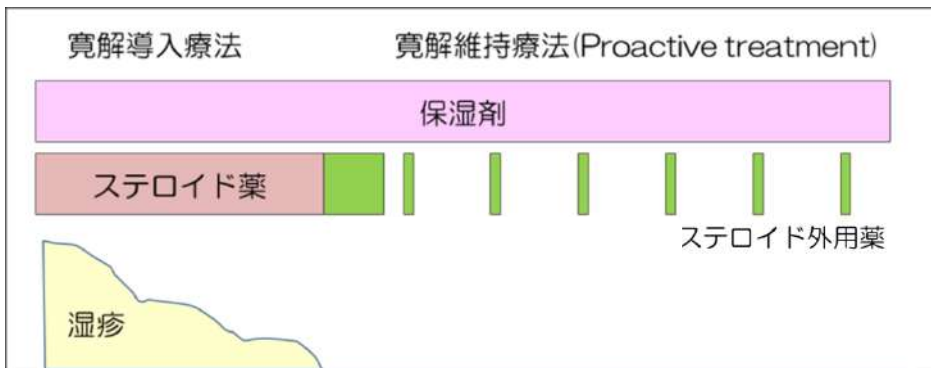 寛解導入療法
寛解維持療法(Proactive treatment)
保湿剤
ステロイド薬
ステロイド外用薬
湿疹